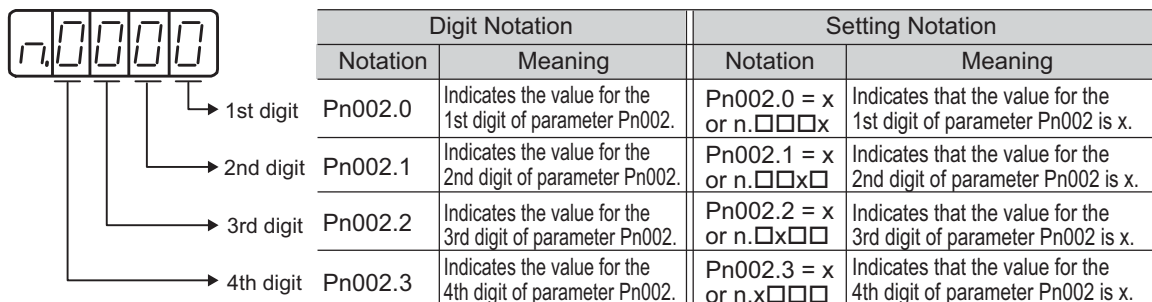 n.0000
Digit Notation Setting Notation
Notation Meaning Notation Meaning
1st digit Pn002.0 Indicates the value for the 1st digit of parameter Pn002. Pn002.0 = x or n.□□□x Indicates that the value for the 1st digit of parameter Pn002 is x.
2nd digit Pn002.1 Indicates the value for the 2nd digit of parameter Pn002. Pn002.1 = x or n.□□x□ Indicates that the value for the 2nd digit of parameter Pn002 is x.
3rd digit Pn002.2 Indicates the value for the 3rd digit of parameter Pn002. Pn002.2 = x or n.□x□□ Indicates that the value for the 3rd digit of parameter Pn002 is x.
4th digit Pn002.3 Indicates the value for the 4th digit of parameter Pn002. Pn002.3 = x or n.x□□□ Indicates that the value for the 4th digit of parameter Pn002 is x.